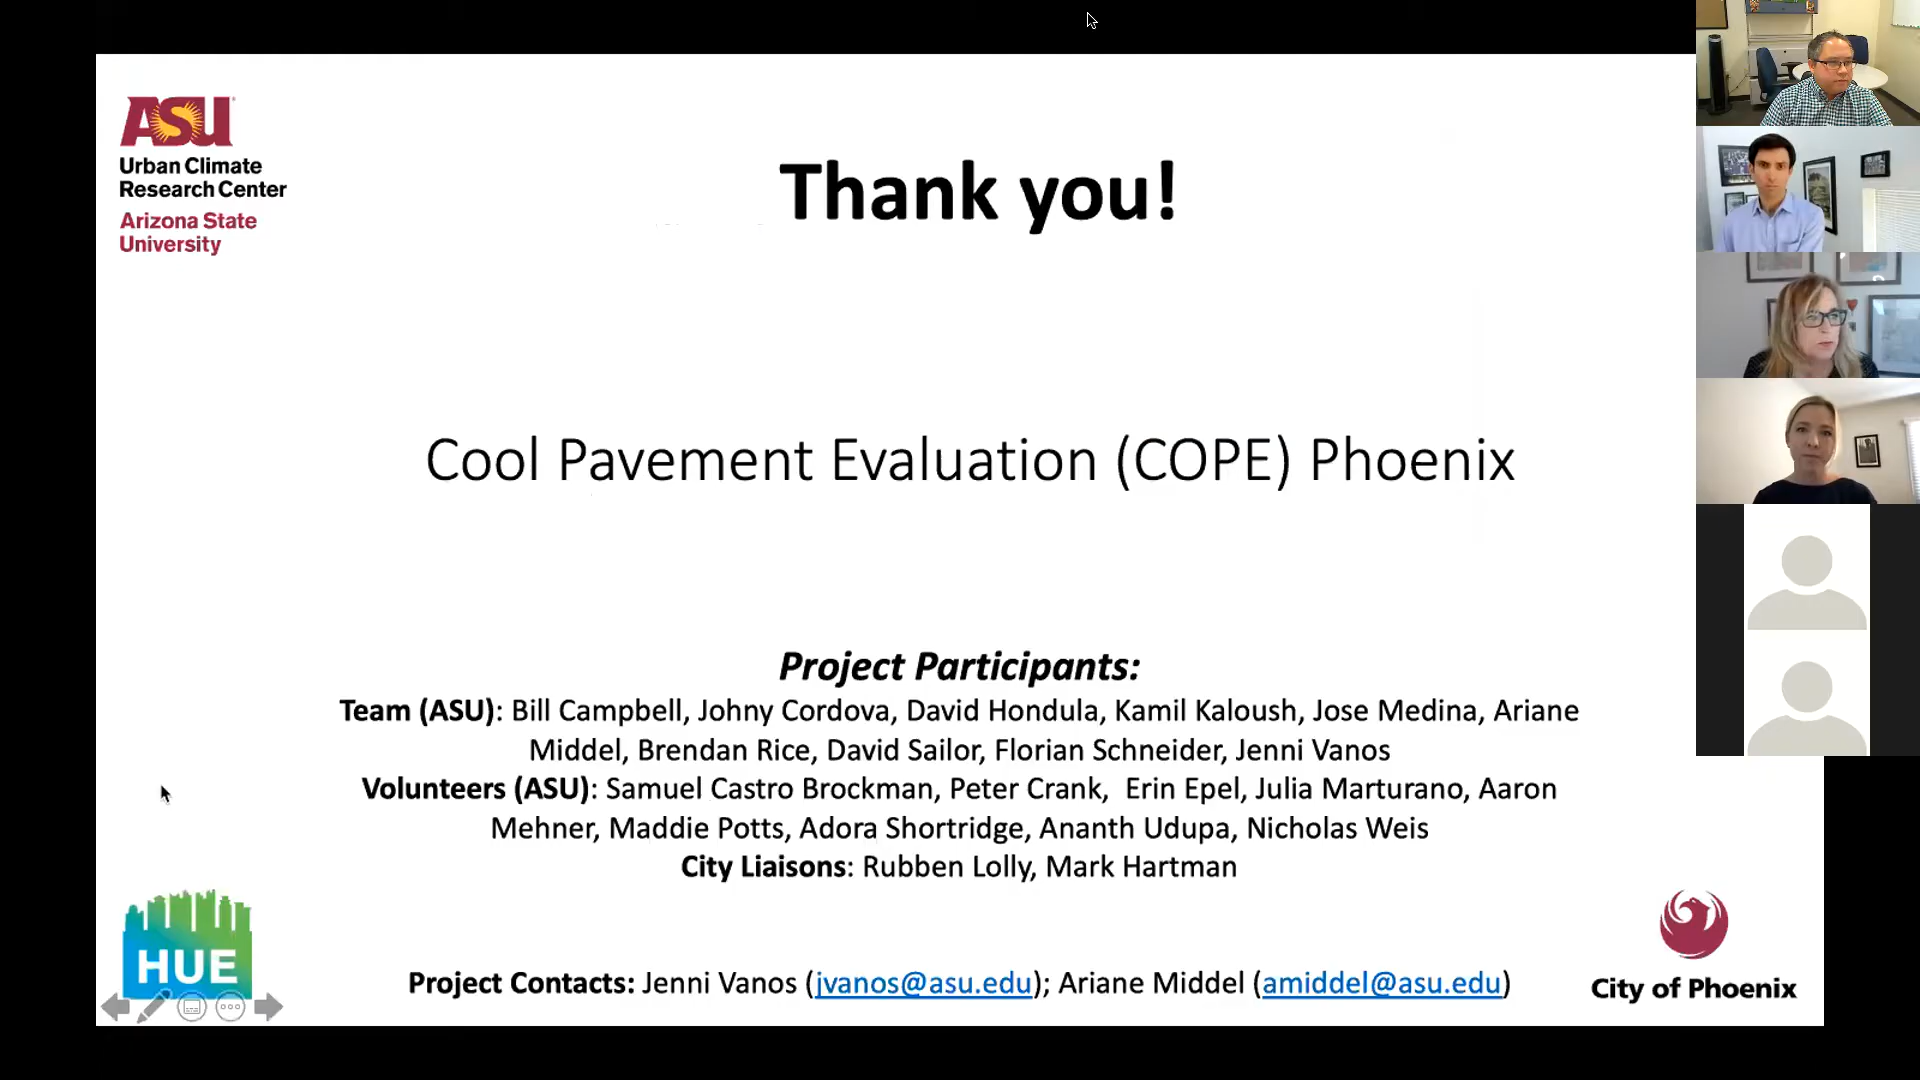 ASU
Urban Climate
Research Center
Arizona State
University
Thank you!
Cool Pavement Evaluation (COPE) Phoenix
Project Participants:
Team (ASU): Bill Campbell, Johny Cordova, David Hondula, Kamil Kaloush, Jose Medina, Ariane
Middel, Brendan Rice, David Sailor, Florian Schneider, Jenni Vanos
Volunteers (ASU): Samuel Castro Brockman, Peter Crank, Erin Epel, Julia Marturano, Aaron
Mehner, Maddie Potts, Adora Shortridge, Ananth Udupa, Nicholas Weis
City Liaisons: Rubben Lolly, Mark Hartman
HUE
Project Contacts: Jenni Vanos (jvanos@asu.edu); Ariane Middel (amiddel@asu.edu)
City of Phoenix